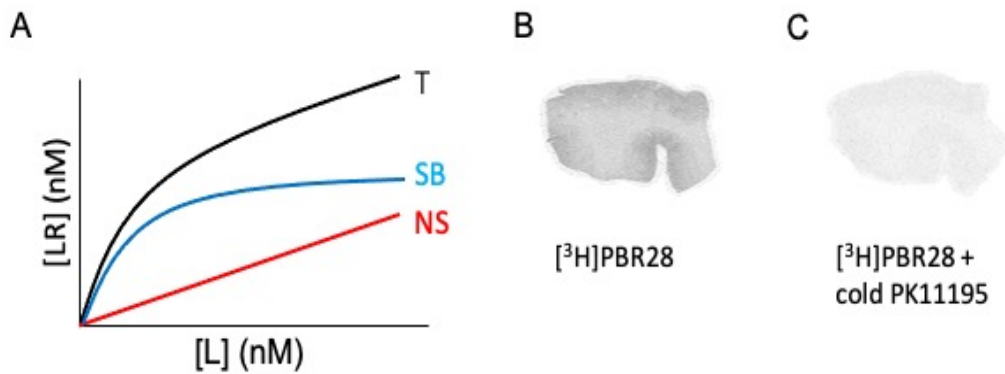 A
B
C
T
SB
NS
[LR] (nM)
[L] (nM)
[³H]PBR28
[³H]PBR28 +
cold PK11195